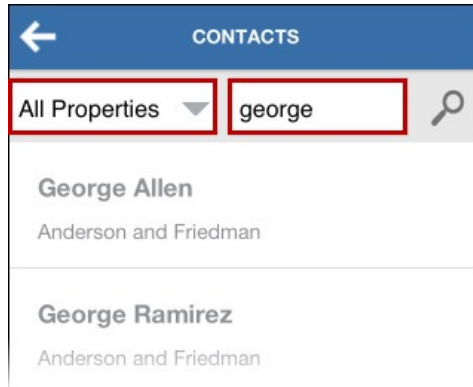 CONTACTS
All Properties george
George Allen
Anderson and Friedman
George Ramirez
Anderson and Friedman